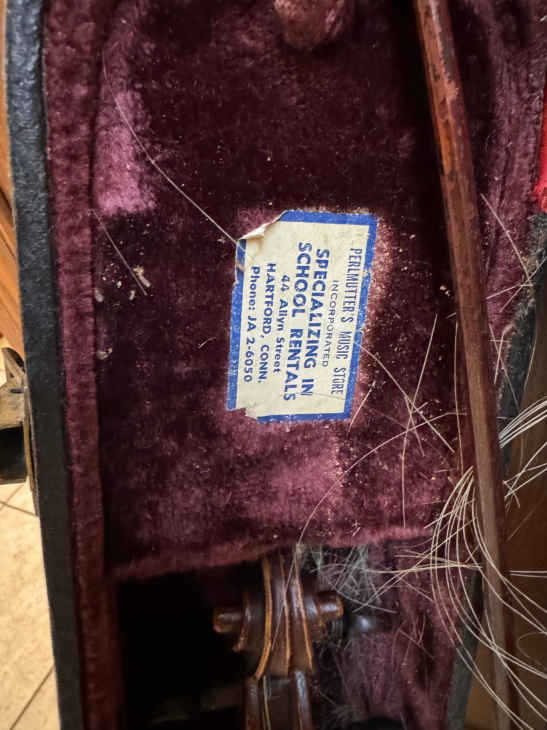 PERLMUTTER'S MUSIC STORE
INCORPORATED
SPECIALIZING IN
SCHOOL RENTALS
44 Allyn Street
HARTFORD, CONN.
Phone: JA 2-6050